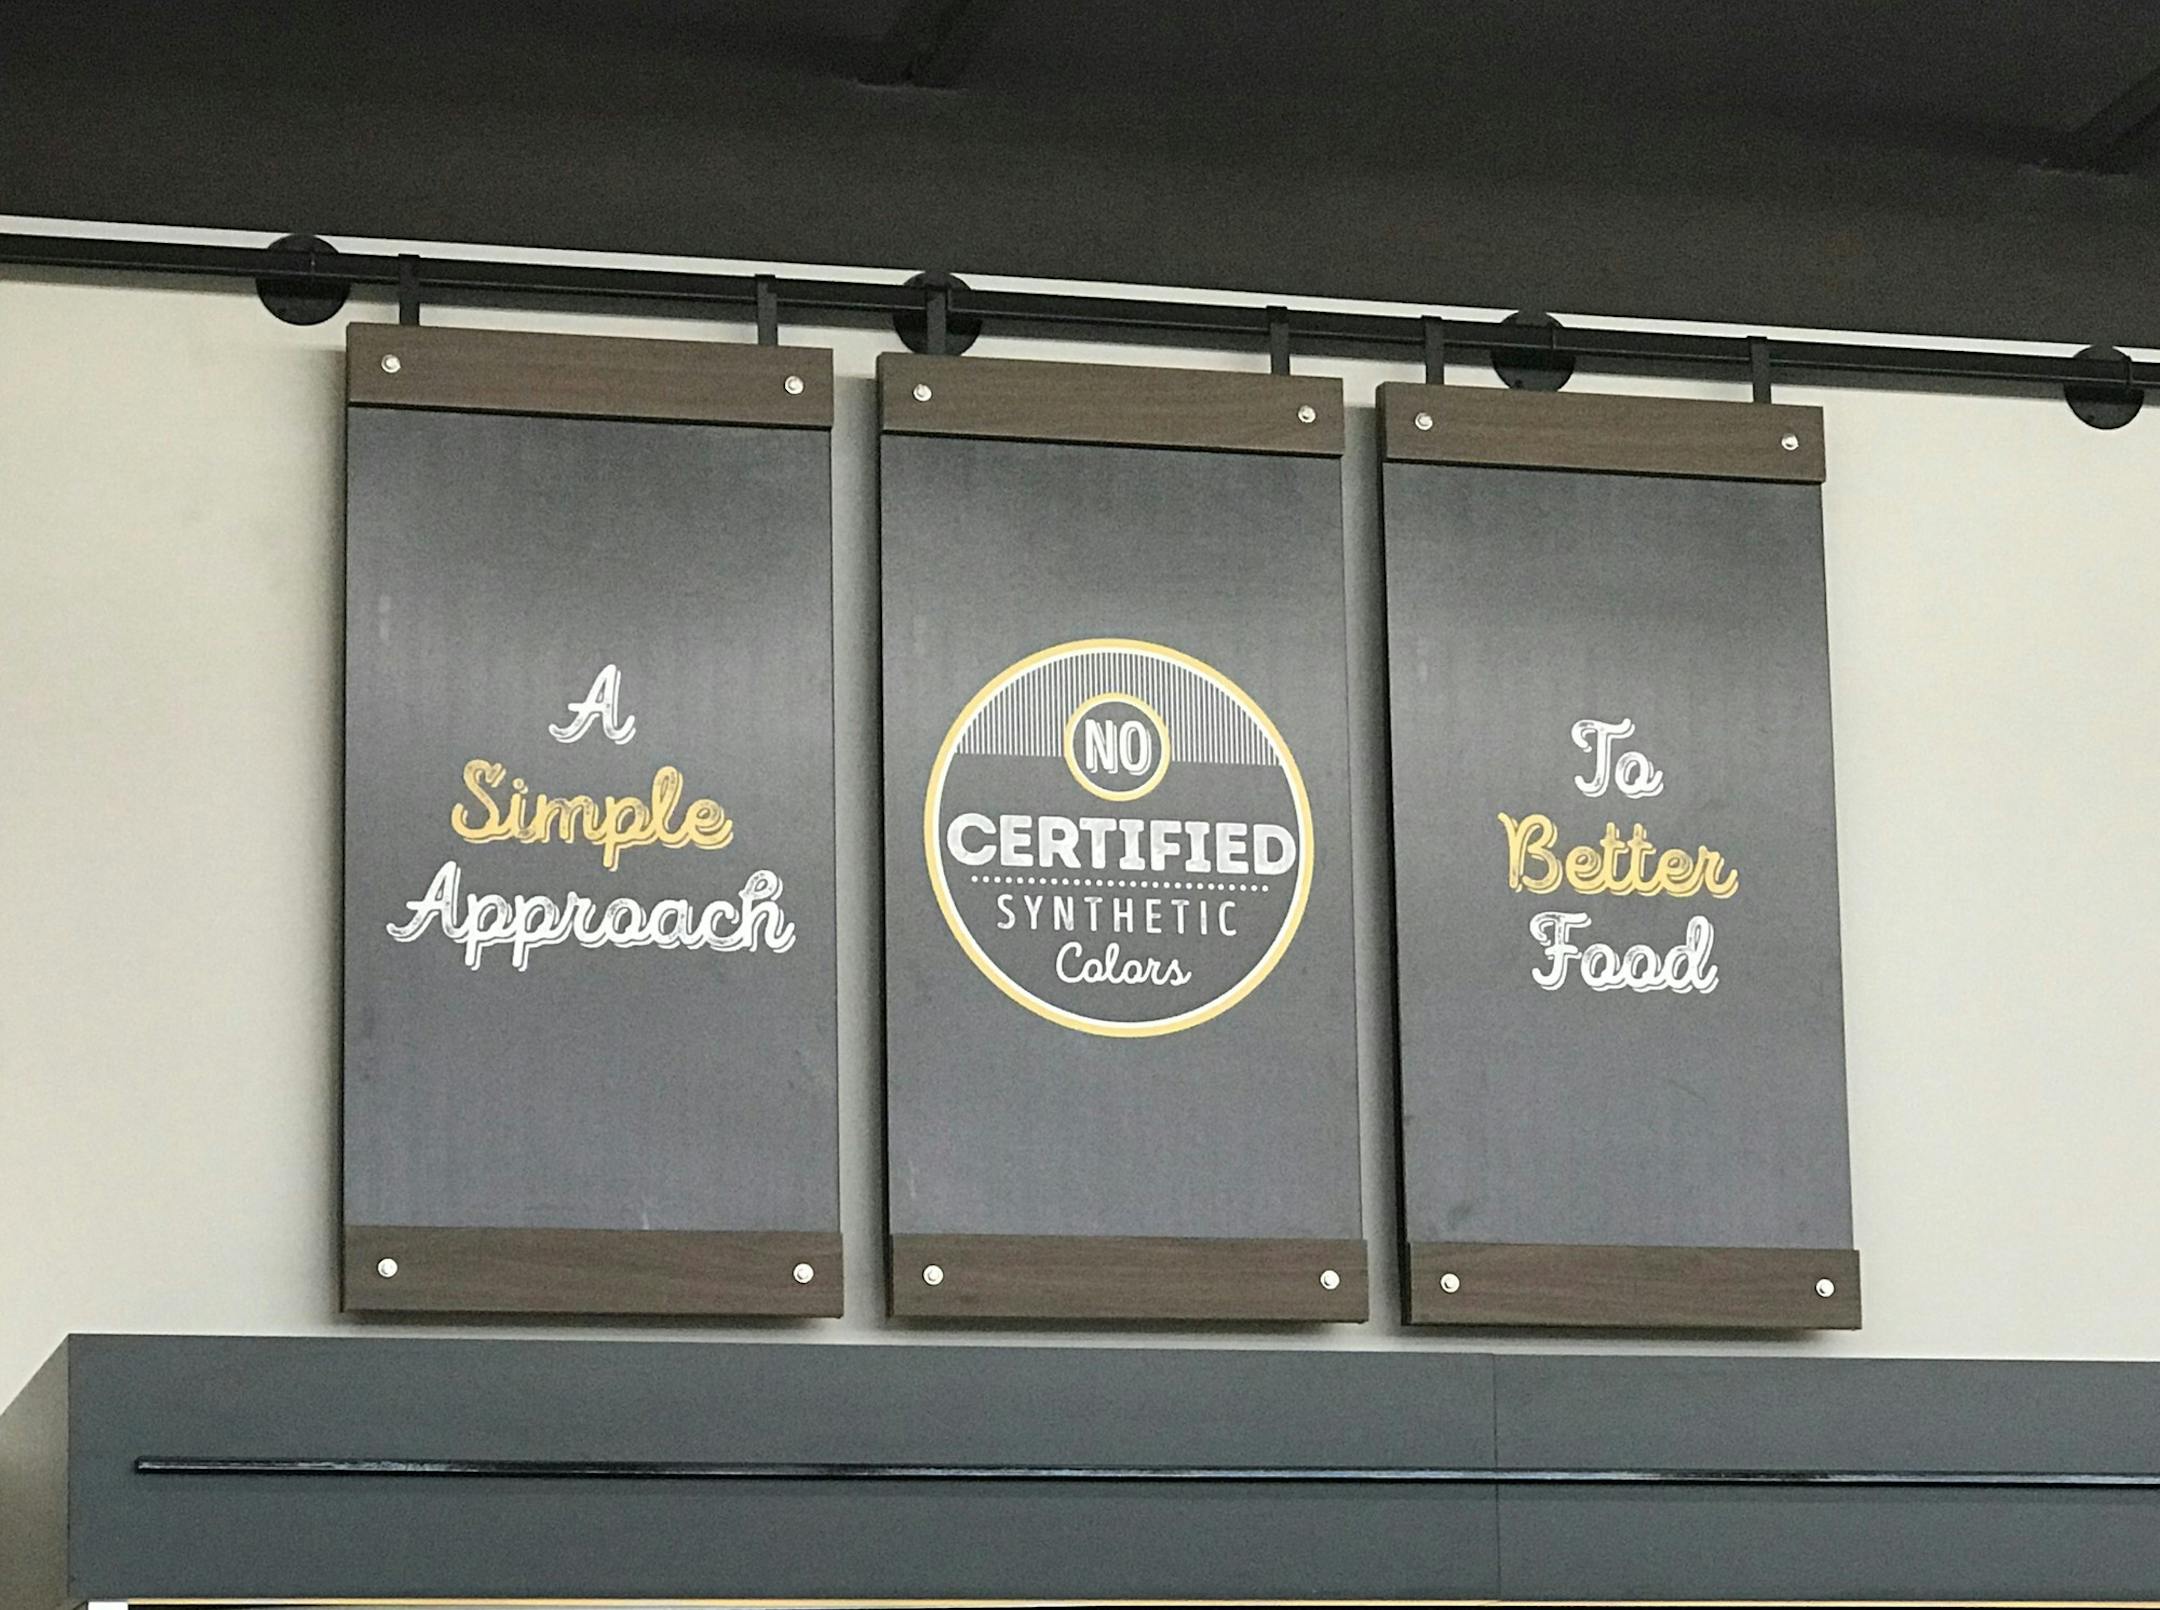 A
Simple
Approach
NO
CERTIFIED
SYNTHETIC
Colors
To
Better
Food